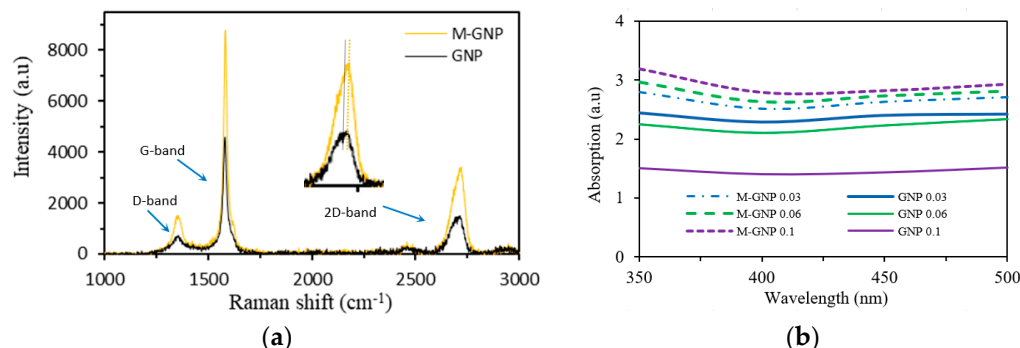 M-GNP
GNP
8000
6000
4000
2000
0
Intensity (a.u)
G-band
D-band
2D-band
1000 1500 2000 2500 3000
Raman shift (cm-1)
(a)
4
3
2
1
0
Absorption (a.u)
M-GNP 0.03 GNP 0.03
M-GNP 0.06 GNP 0.06
M-GNP 0.1 GNP 0.1
350 400 450 500
Wavelength (nm)
(b)